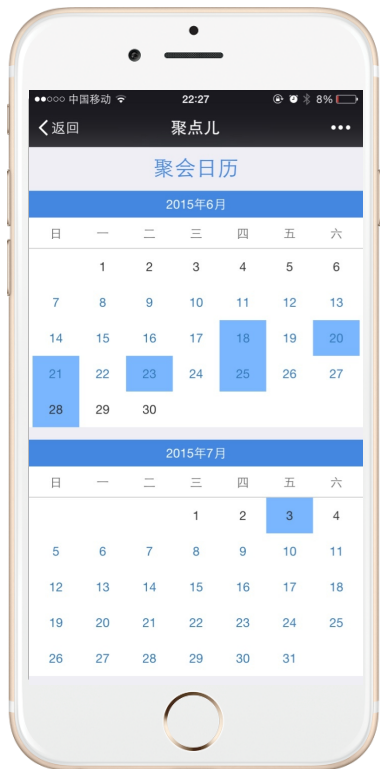 中国移动 22:27 8%
返回 聚点儿
聚会日历
2015年6月
日 一 二 三 四 五 六
1 2 3 4 5 6
7 8 9 10 11 12 13
14 15 16 17 18 19 20
21 22 23 24 25 26 27
28 29 30
2015年7月
日 一 二 三 四 五 六
1 2 3 4
5 6 7 8 9 10 11
12 13 14 15 16 17 18
19 20 21 22 23 24 25
26 27 28 29 30 31